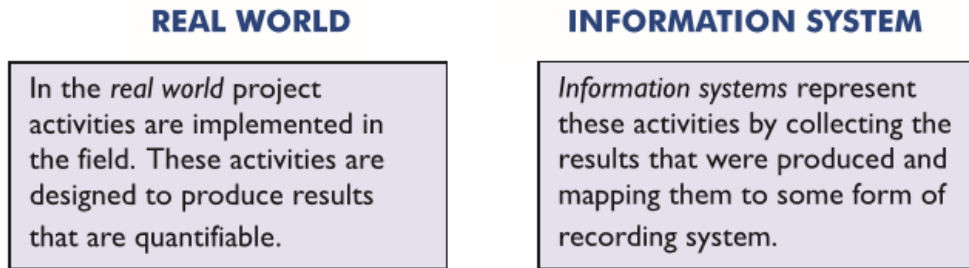 REAL WORLD
In the real world project
activities are implemented in
the field. These activities are
designed to produce results
that are quantifiable.
INFORMATION SYSTEM
Information systems represent
these activities by collecting the
results that were produced and
mapping them to some form of
recording system.